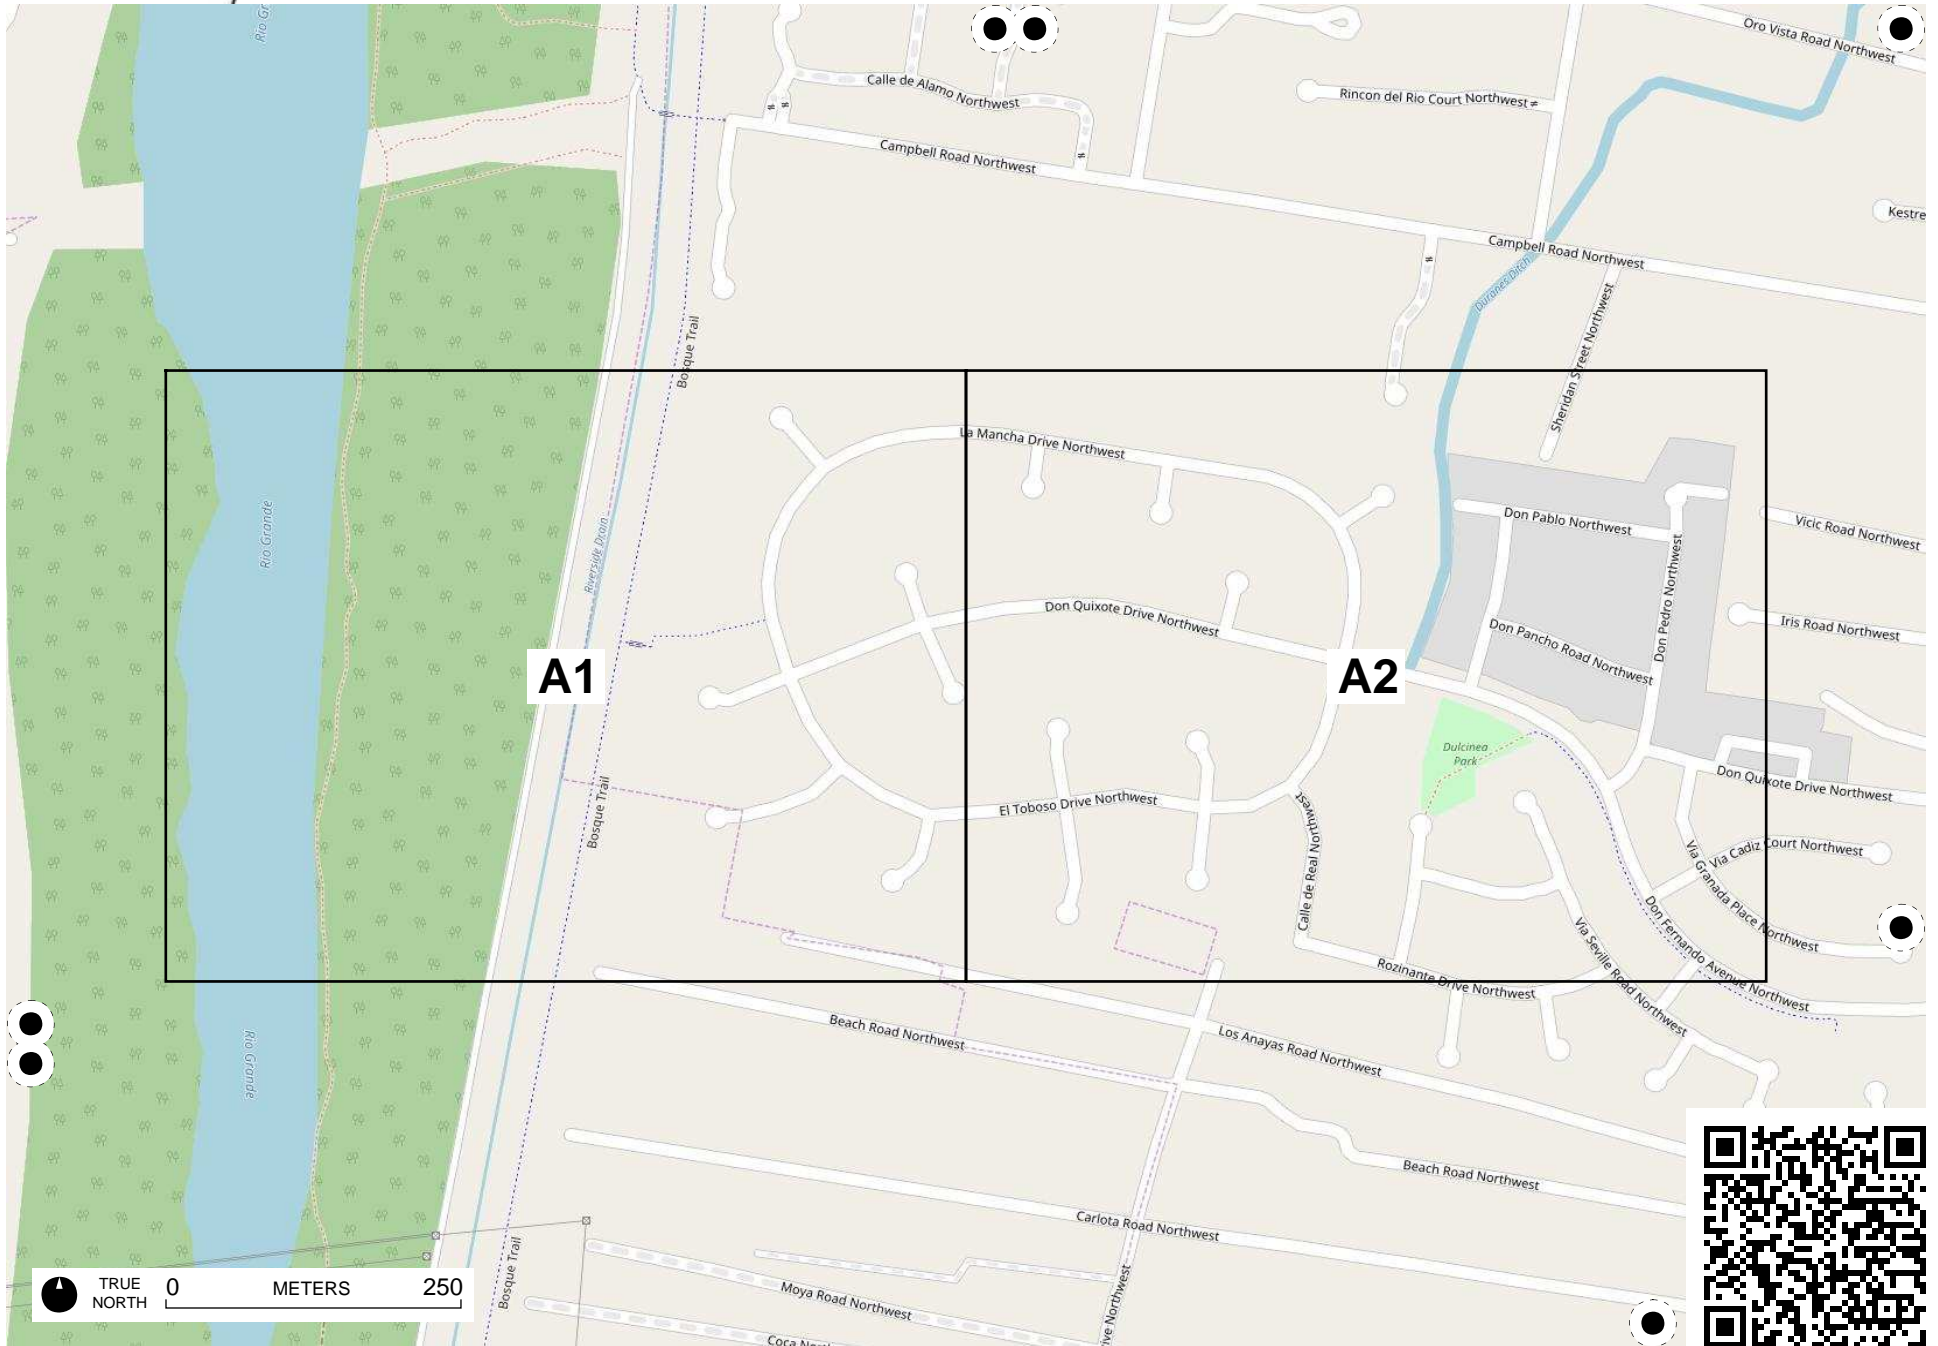 Rio Gr
Oro Vista Road Northwest
Calle de Alamo Northwest
Rincon del Rio Court Northwest
Campbell Road Northwest
Kestre
Campbell Road Northwest
Duranes Ditch
Sheridan Street Northwest
Bosque Trail
La Mancha Drive Northwest
Rio Grande
Riverside Drain
Don Pablo Northwest
Vicic Road Northwest
Don Pedro Northwest
Don Quixote Drive Northwest
Iris Road Northwest
Don Pancho Road Northwest
A1
A2
Dulcinea
Park
Don Quixote Drive Northwest
El Toboso Drive Northwest
Bosque Trail
Calle de Real Northwest
Via Cadiz Court Northwest
Via Granada Place Northwest
Don Fernando Avenue Northwest
Via Seville Road Northwest
Rozinante Drive Northwest
Beach Road Northwest
Los Anayas Road Northwest
Rio Grande
Beach Road Northwest
Carlota Road Northwest
Bosque Trail
Moya Road Northwest
ive Northwest
TRUE
NORTH
0 METERS 250